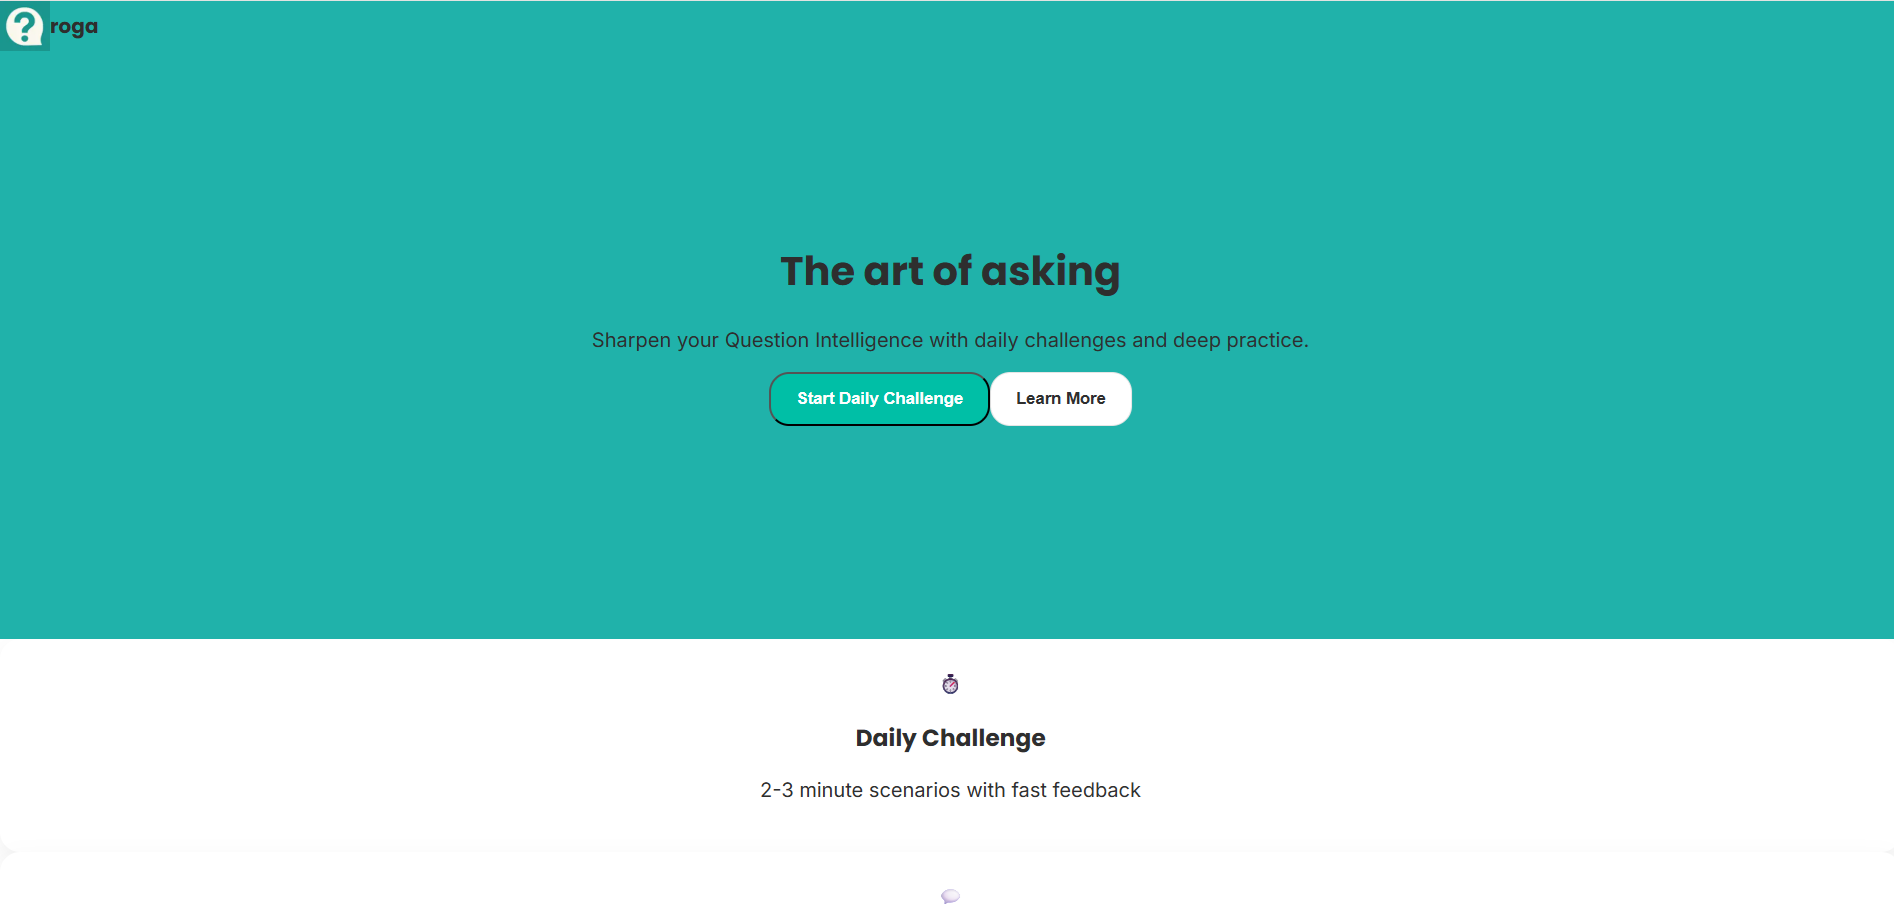 roga
The art of asking
Sharpen your Question Intelligence with daily challenges and deep practice.
Start Daily Challenge
Learn More
Daily Challenge
2-3 minute scenarios with fast feedback